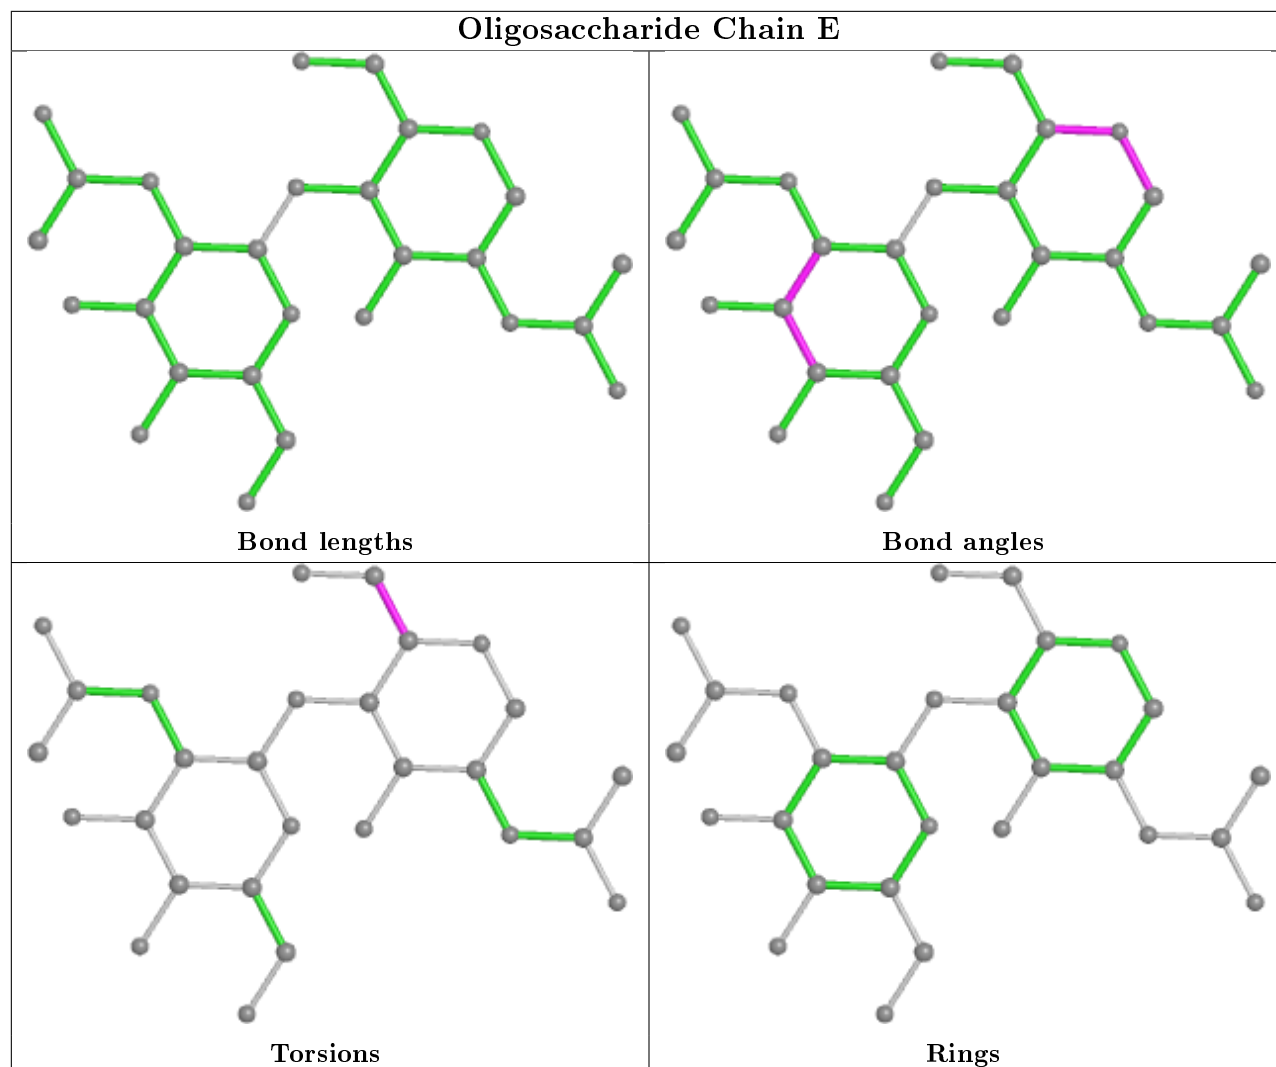 Oligosaccharide Chain E
Bond lengths
Bond angles
Torsions
Rings